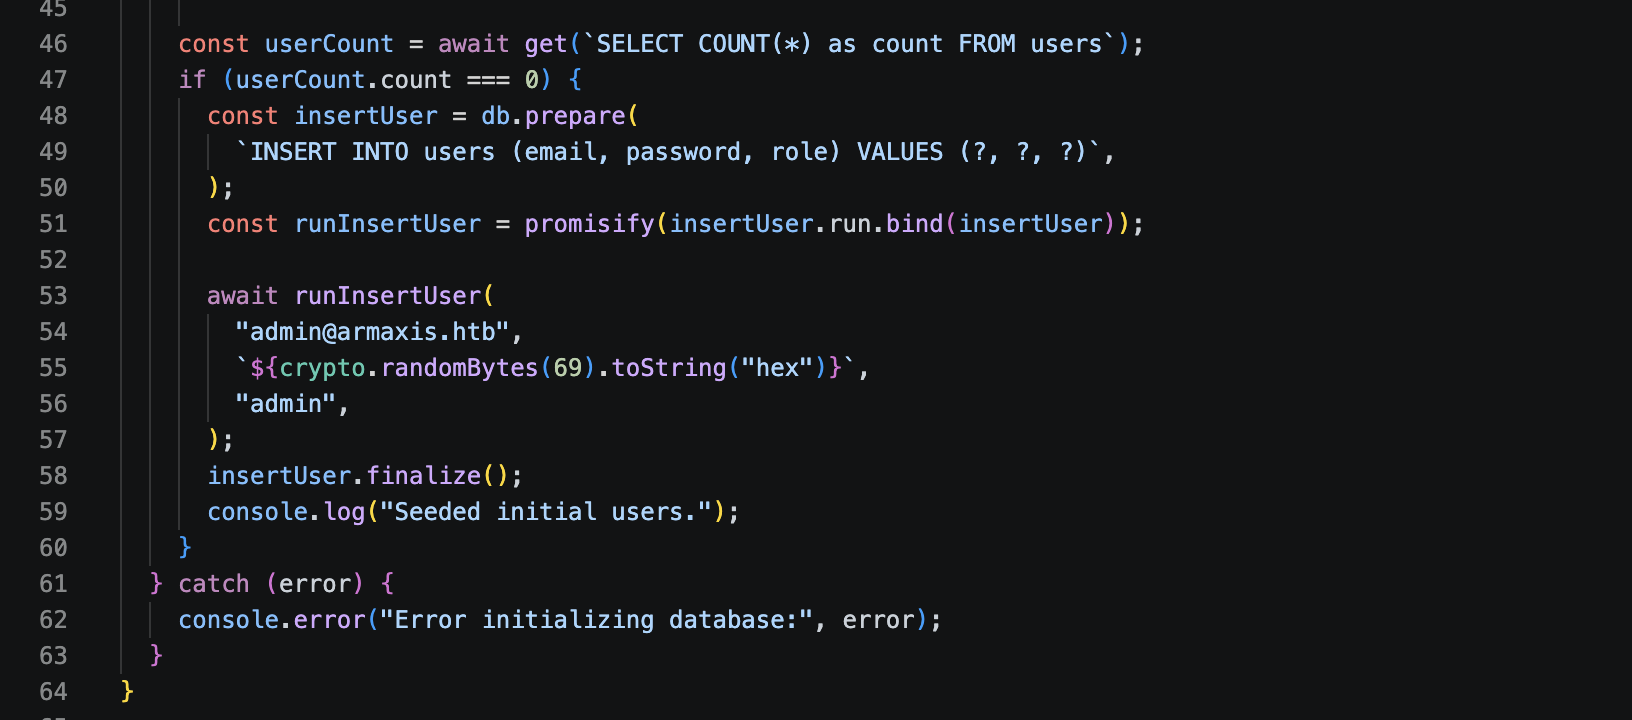 45
46 const userCount = await get(`SELECT COUNT(*) as count FROM users`);
47 if (userCount.count === 0) {
48 const insertUser = db.prepare(
49 `INSERT INTO users (email, password, role) VALUES (?, ?, ?)`,
50 );
51 const runInsertUser = promisify(insertUser.run.bind(insertUser));
52
53 await runInsertUser(
54 "admin@armaxis.htb",
55 `${crypto.randomBytes(69).toString("hex")}`,
56 "admin",
57 );
58 insertUser.finalize();
59 console.log("Seeded initial users.");
60 }
61 } catch (error) {
62 console.error("Error initializing database:", error);
63 }
64 }